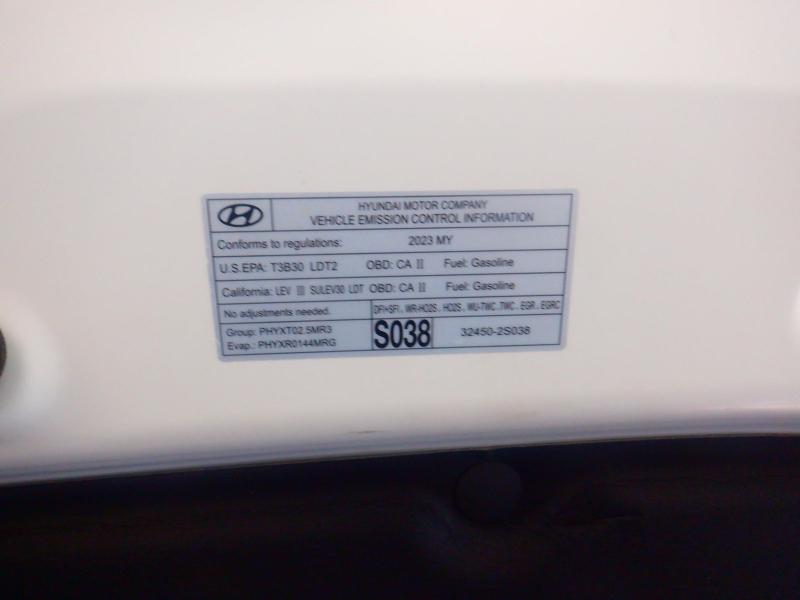 HYUNDAI MOTOR COMPANY
VEHICLE EMISSION CONTROL INFORMATION
Conforms to regulations: 2023 MY
U.S.EPA: T3B30 LDT2 OBD: CA II Fuel: Gasoline
California: LEV III SULEV30 LDT OBD: CA II Fuel: Gasoline
No adjustments needed. DFI+SFI , WR-HO2S , HO2S , WU-TWC ,TWC , EGR , EGRC
Group: PHYXT02.5MR3
Evap.: PHYXR0144MRG
S038 32450-2S038